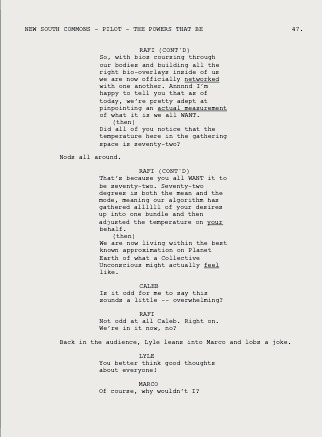 NEW SOUTH COMMONS - PILOT - THE POWERS THAT BE 47.
RAFI (CONT'D)
So, with bios coursing through
our bodies and building all the
right bio-overlays inside of us
we are now officially networked
with one another. Annnnd I'm
happy to tell you that as of
today, we're pretty adept at
pinpointing an actual measurement
of what it is we all WANT.
(then)
Did all of you notice that the
temperature here in the gathering
space is seventy-two?
Nods all around.
RAFI (CONT'D)
That's because you all WANT it to
be seventy-two. Seventy-two
degrees is both the mean and the
mode, meaning our algorithm has
gathered allllll of your desires
up into one bundle and then
adjusted the temperature on your
behalf.
(then)
We are now living within the best
known approximation on Planet
Earth of what a Collective
Unconscious might actually feel
like.
CALEB
Is it odd for me to say this
sounds a little -- overwhelming?
RAFI
Not odd at all Caleb. Right on.
We're in it now, no?
Back in the audience, Lyle leans into Marco and lobs a joke.
LYLE
You better think good thoughts
about everyone!
MARCO
Of course, why wouldn't I?